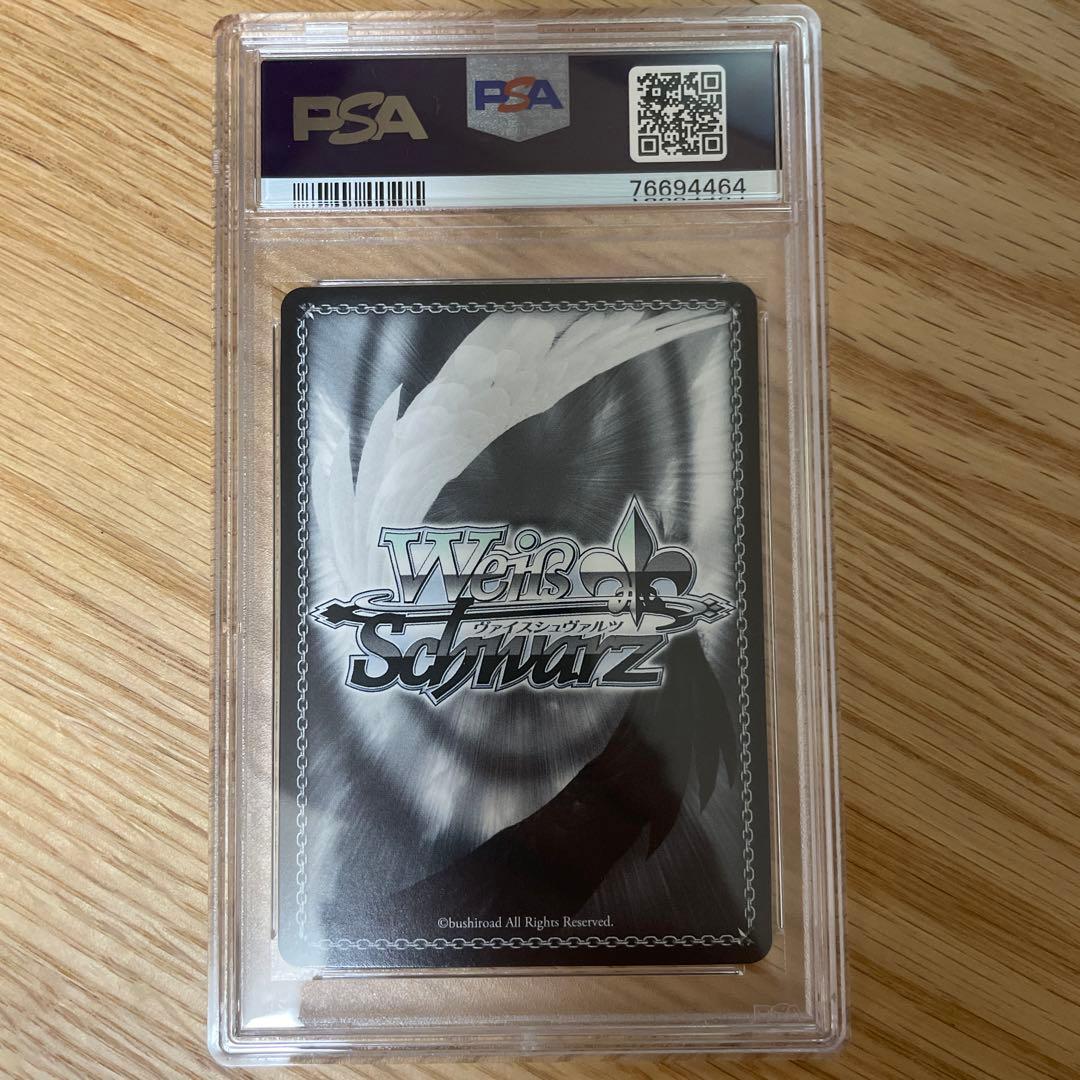 PSA
PSA
76694464
Weiß
ヴァイスシュヴァルツ
Schwarz
©bushiroad All Rights Reserved.
PSA